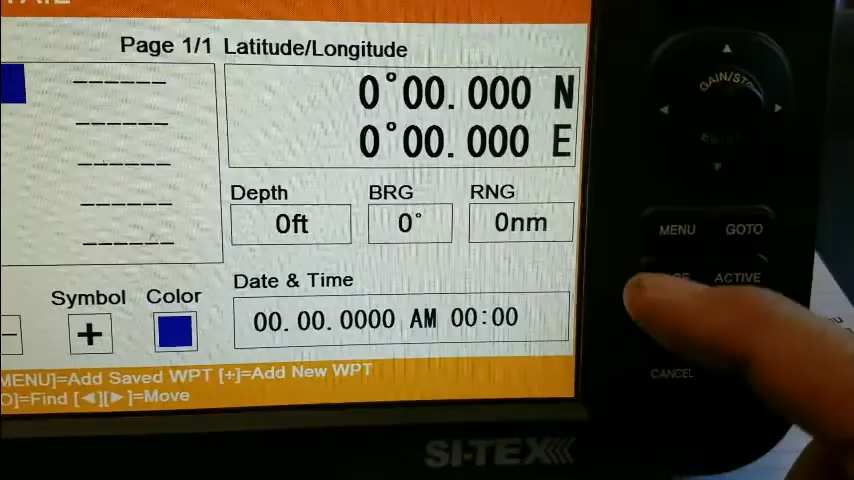 Page 1/1 Latitude/Longitude
0°00.000 N
0°00.000 E
Depth BRG RNG
0ft 0° 0nm
Date & Time
00.00.0000 AM 00:00
Symbol Color
+
MENU]=Add Saved WPT [+]=Add New WPT
O]=Find [◄][►]=Move
SI-TEX
GAIN/STC
MENU GOTO
ACTIVE
CANCEL